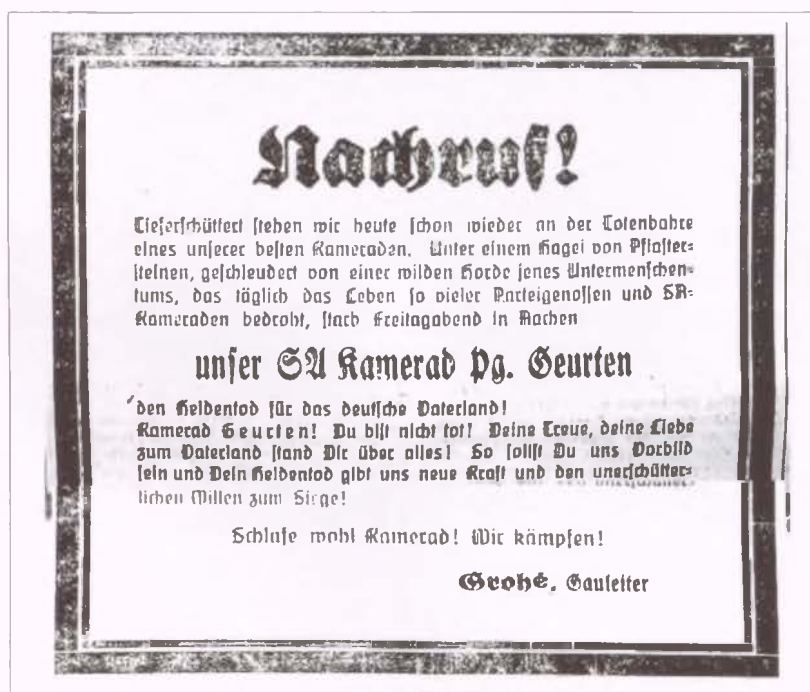 Nachruf!
Tieferschüttert stehen wir heute schon wieder an der Totenbahre
eines unserer besten Kameraden. Unter einem Hagel von Pflaster-
steinen, geschleudert von einer wilden Horde jenes Untermenschen-
tums, das täglich das Leben so vieler Parteigenossen und SA-
Kameraden bedroht, starb Freitagabend in Aachen
unser SA Kamerad Pg. Geurten
den Heldentod für das deutsche Vaterland!
Kamerad Geurten! Du bist nicht tot! Deine Treue, deine Liebe
zum Vaterland stand Dir über alles! So sollst Du uns Vorbild
sein und Dein Heldentod gibt uns neue Kraft und den unerschütter-
lichen Willen zum Siege!
Schlafe wohl Kamerad! Wir kämpfen!
Grohé, Gauleiter